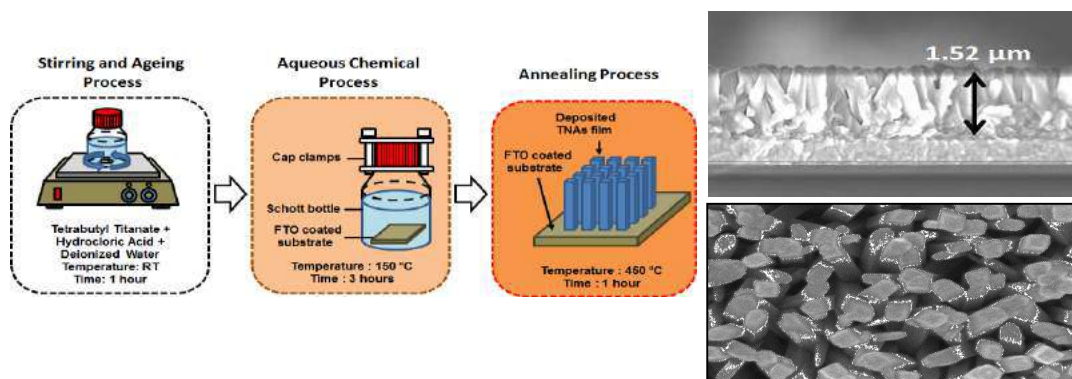 Stirring and Ageing
Process
Tetrabutyl Titanate +
Hydrocloric Acid +
Deionized Water
Temperature: RT
Time: 1 hour
Aqueous Chemical
Process
Cap clamps
Schott bottle
FTO coated
substrate
Temperature : 150 °C
Time : 3 hours
Annealing Process
Deposited
TNAs film
FTO coated
substrate
Temperature : 450 °C
Time : 1 hour
1.52 µm